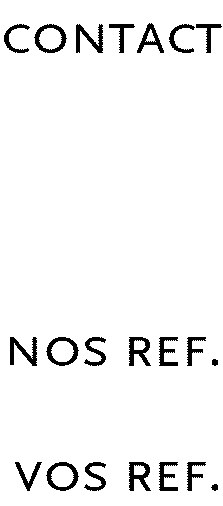 CONTACT
NOS REF.
VOS REF.